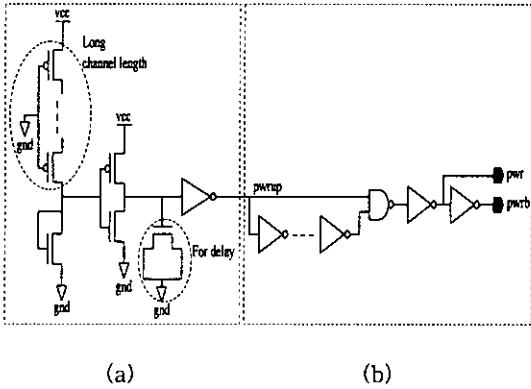 vcc
Long
channel length
vcc
gnd
pwrup
pwr
pwrb
For delay
gnd
gnd
gnd
(a)
(b)